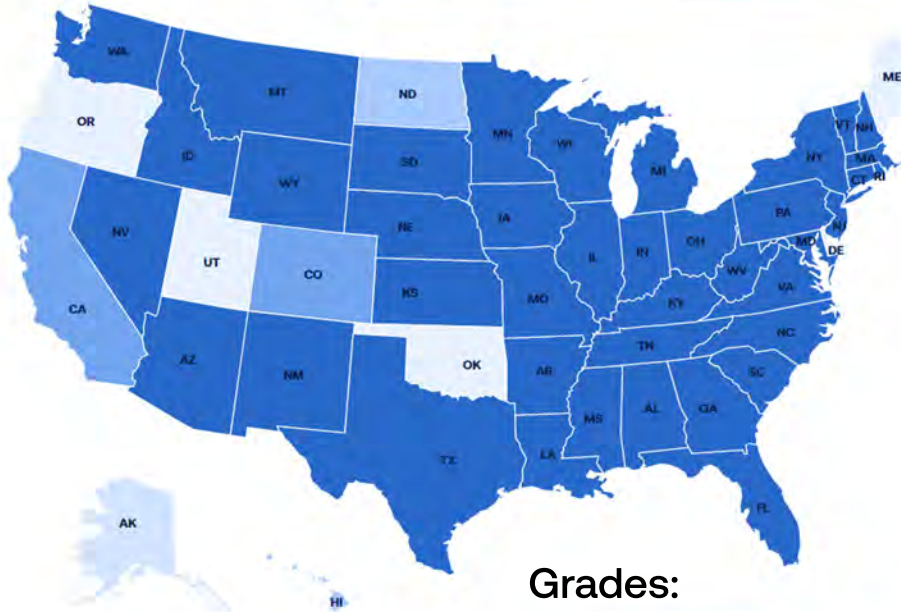 WA
MT
ND
ME
OR
ID
MN
VT
NH
SD
WI
NY
MA
WY
MI
CT
RI
NV
NE
IA
PA
NJ
UT
CO
IL
IN
OH
MD
DE
WV
KS
MO
KY
VA
CA
TN
NC
AZ
NM
OK
AR
SC
MS
AL
GA
TX
LA
FL
AK
HI
Grades: